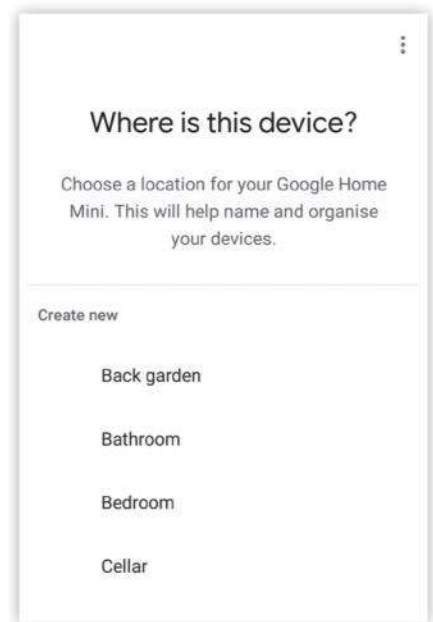 Where is this device?
Choose a location for your Google Home
Mini. This will help name and organise
your devices.
Create new
Back garden
Bathroom
Bedroom
Cellar